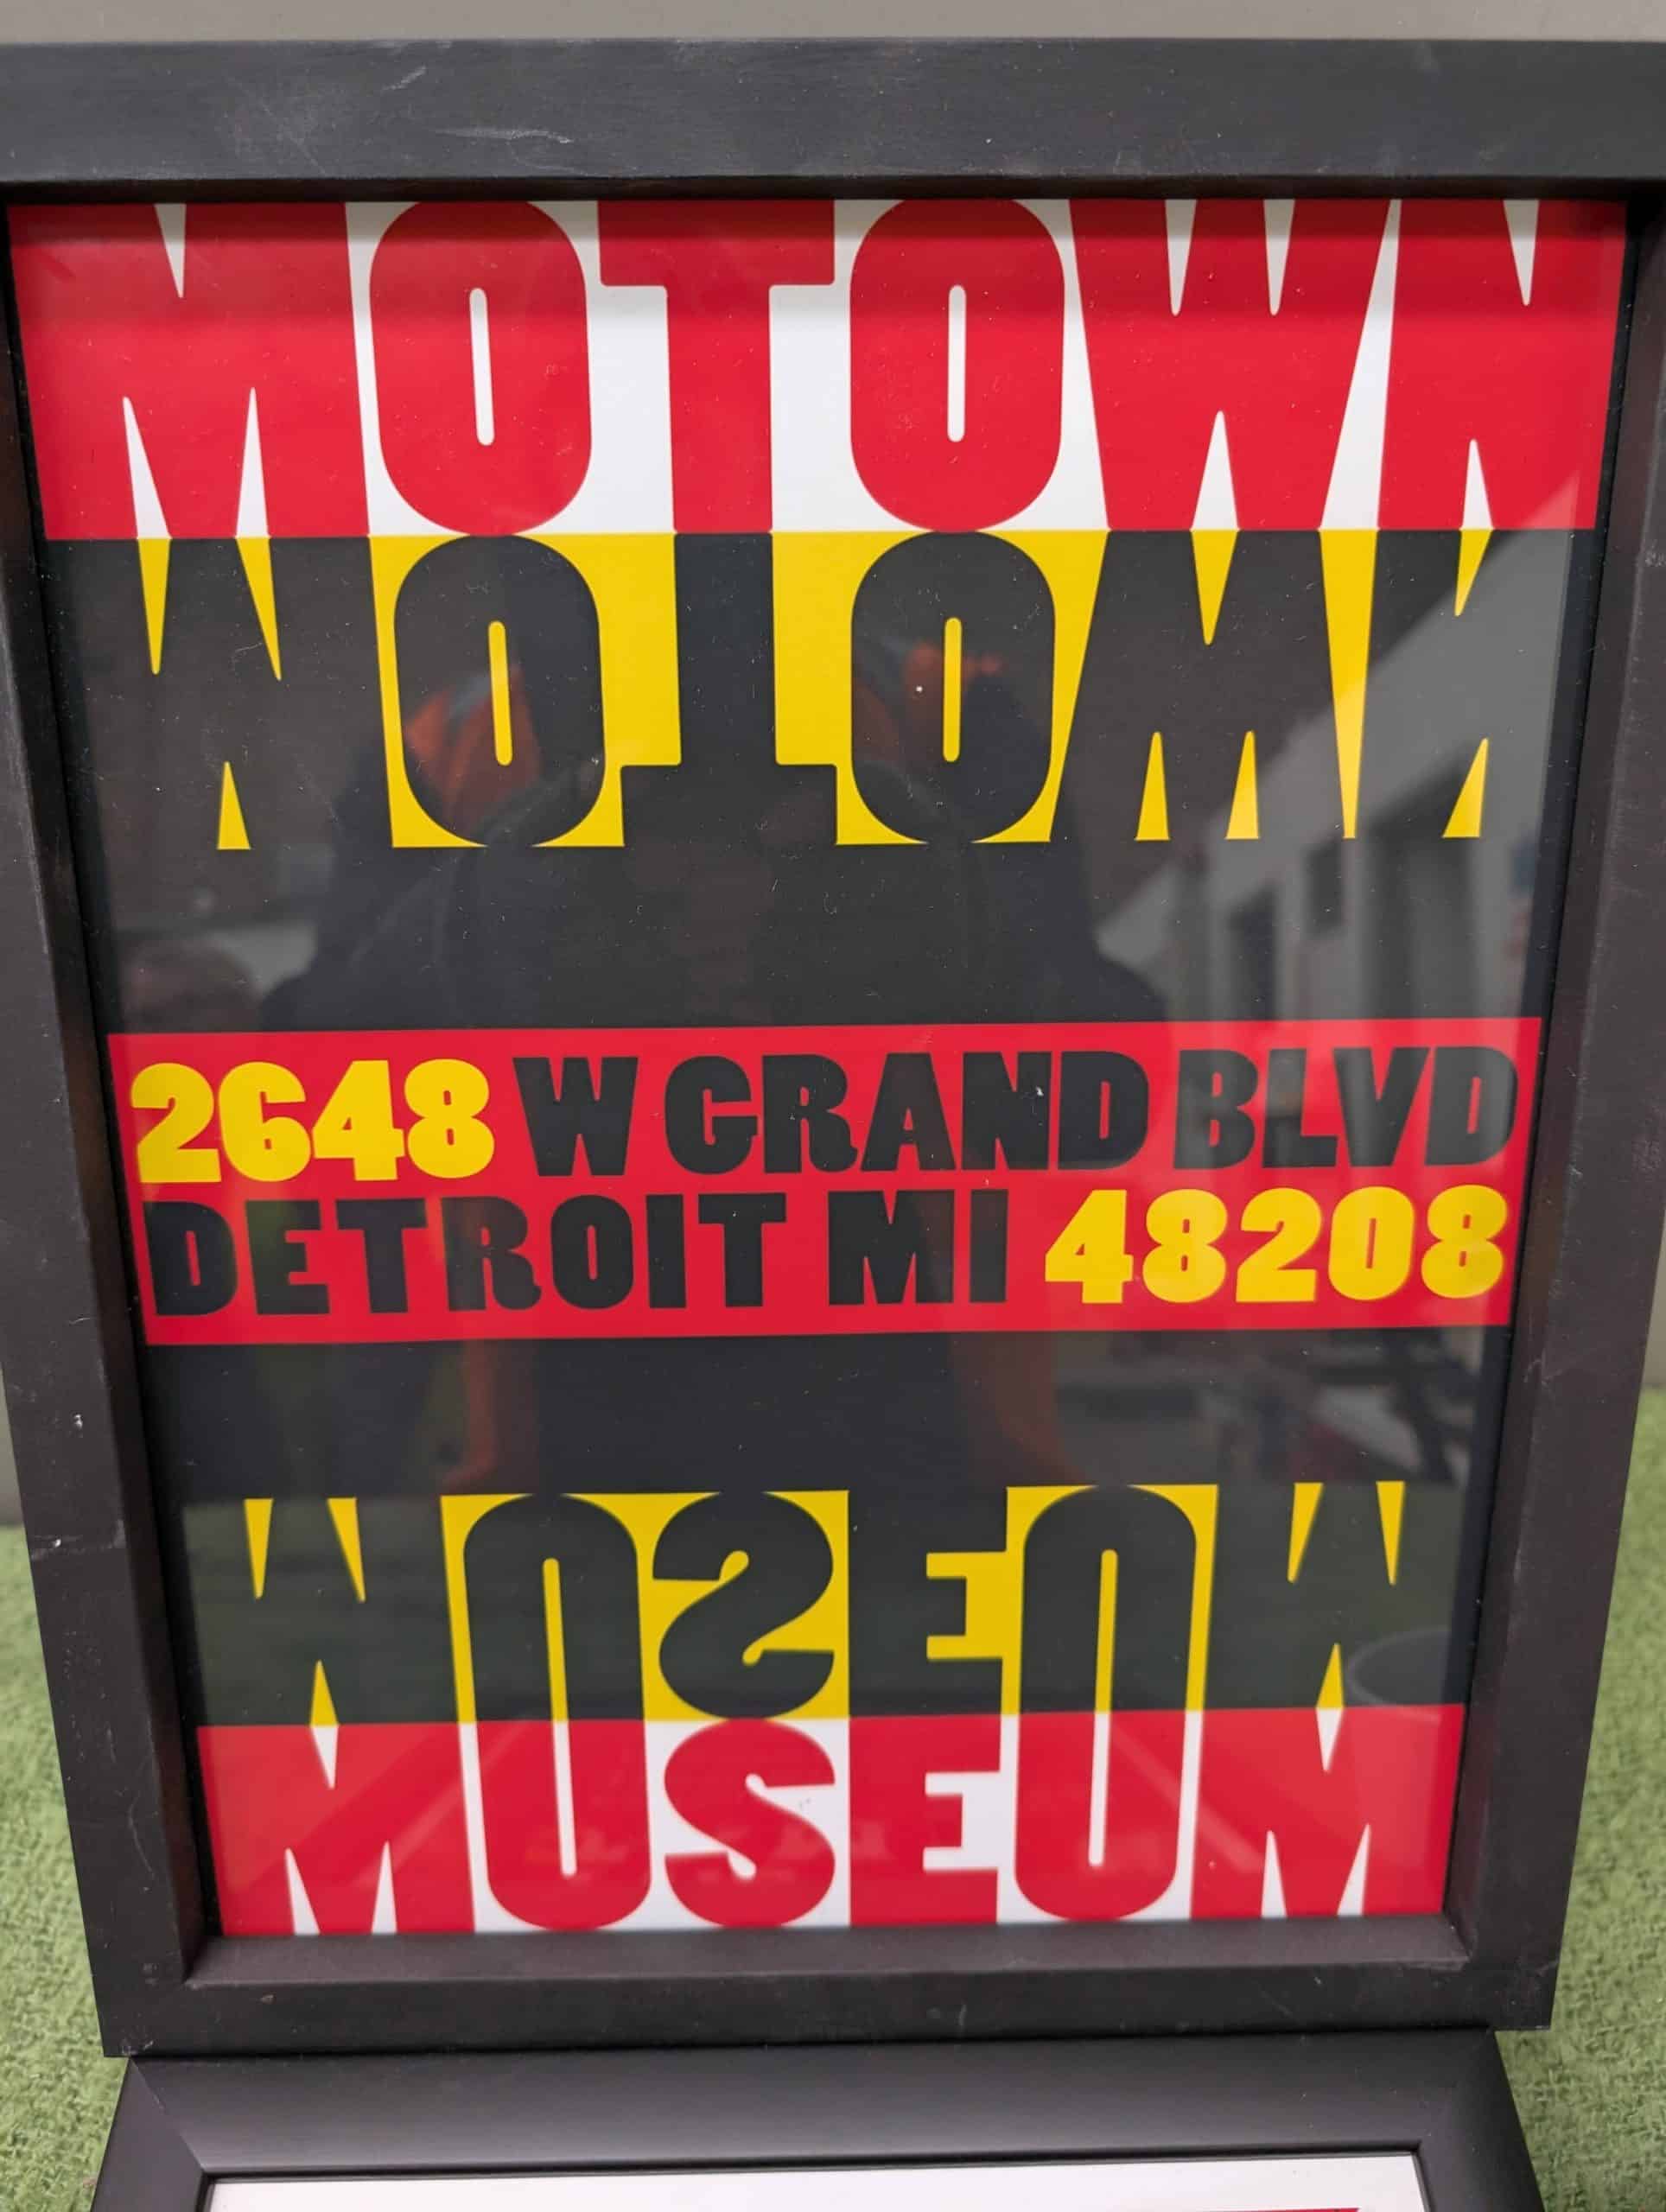 MOTOWN
MOTOWN
2648 W GRAND BLVD
DETROIT MI 48208
MUSEUM
MUSEUM